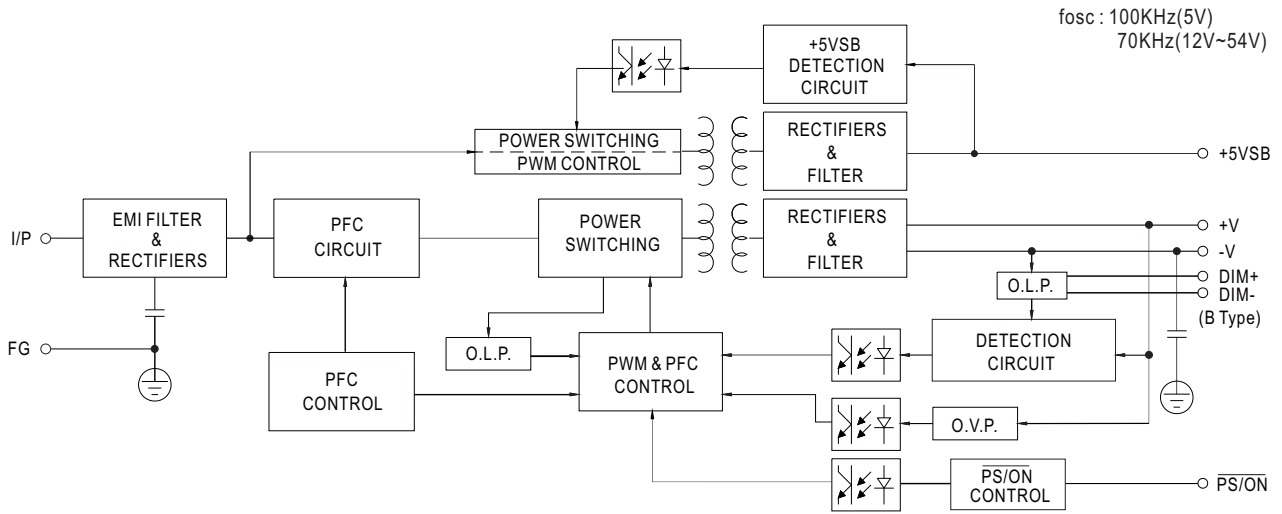 fosc : 100KHz(5V)
70KHz(12V~54V)
+5VSB
DETECTION
CIRCUIT
POWER SWITCHING
PWM CONTROL
RECTIFIERS
&
FILTER
+5VSB
I/P
EMI FILTER
&
RECTIFIERS
PFC
CIRCUIT
POWER
SWITCHING
RECTIFIERS
&
FILTER
+V
-V
DIM+
DIM-
(B Type)
O.L.P.
FG
O.L.P.
PFC
CONTROL
PWM & PFC
CONTROL
DETECTION
CIRCUIT
O.V.P.
PS/ON
CONTROL
PS/ON